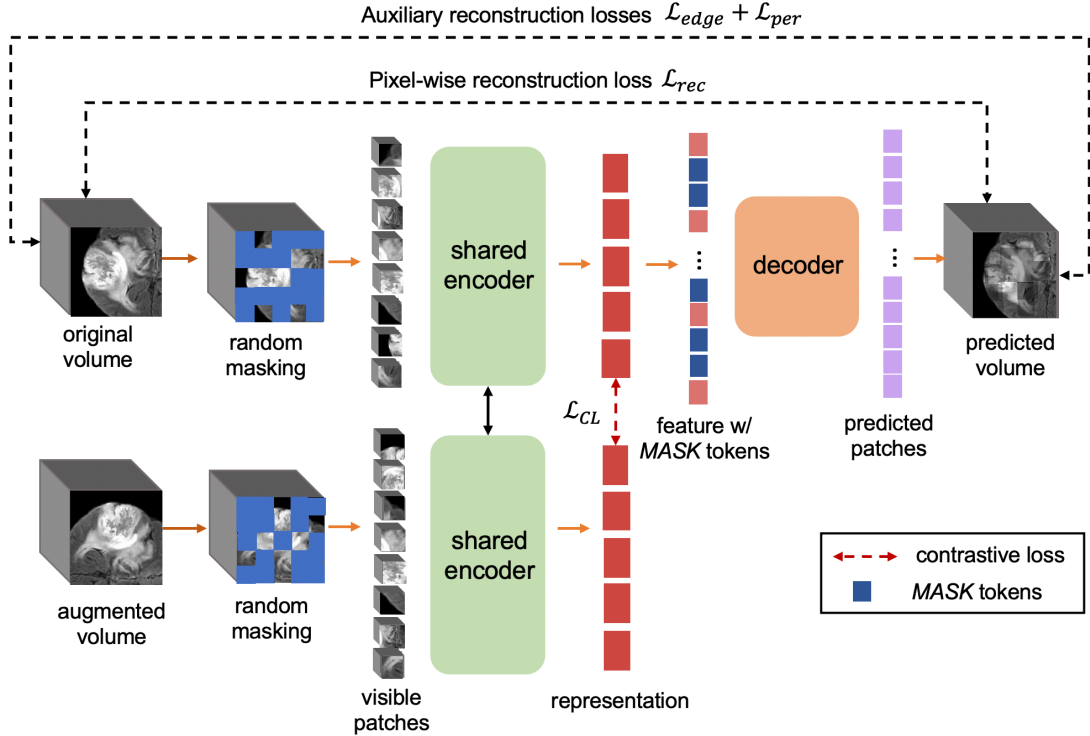 Auxiliary reconstruction losses ℒ_edge + ℒ_per
Pixel-wise reconstruction loss ℒ_rec
shared
encoder
decoder
original
volume
random
masking
predicted
volume
ℒ_CL
feature w/
MASK tokens
predicted
patches
shared
encoder
augmented
volume
random
masking
visible
patches
representation
contrastive loss
MASK tokens